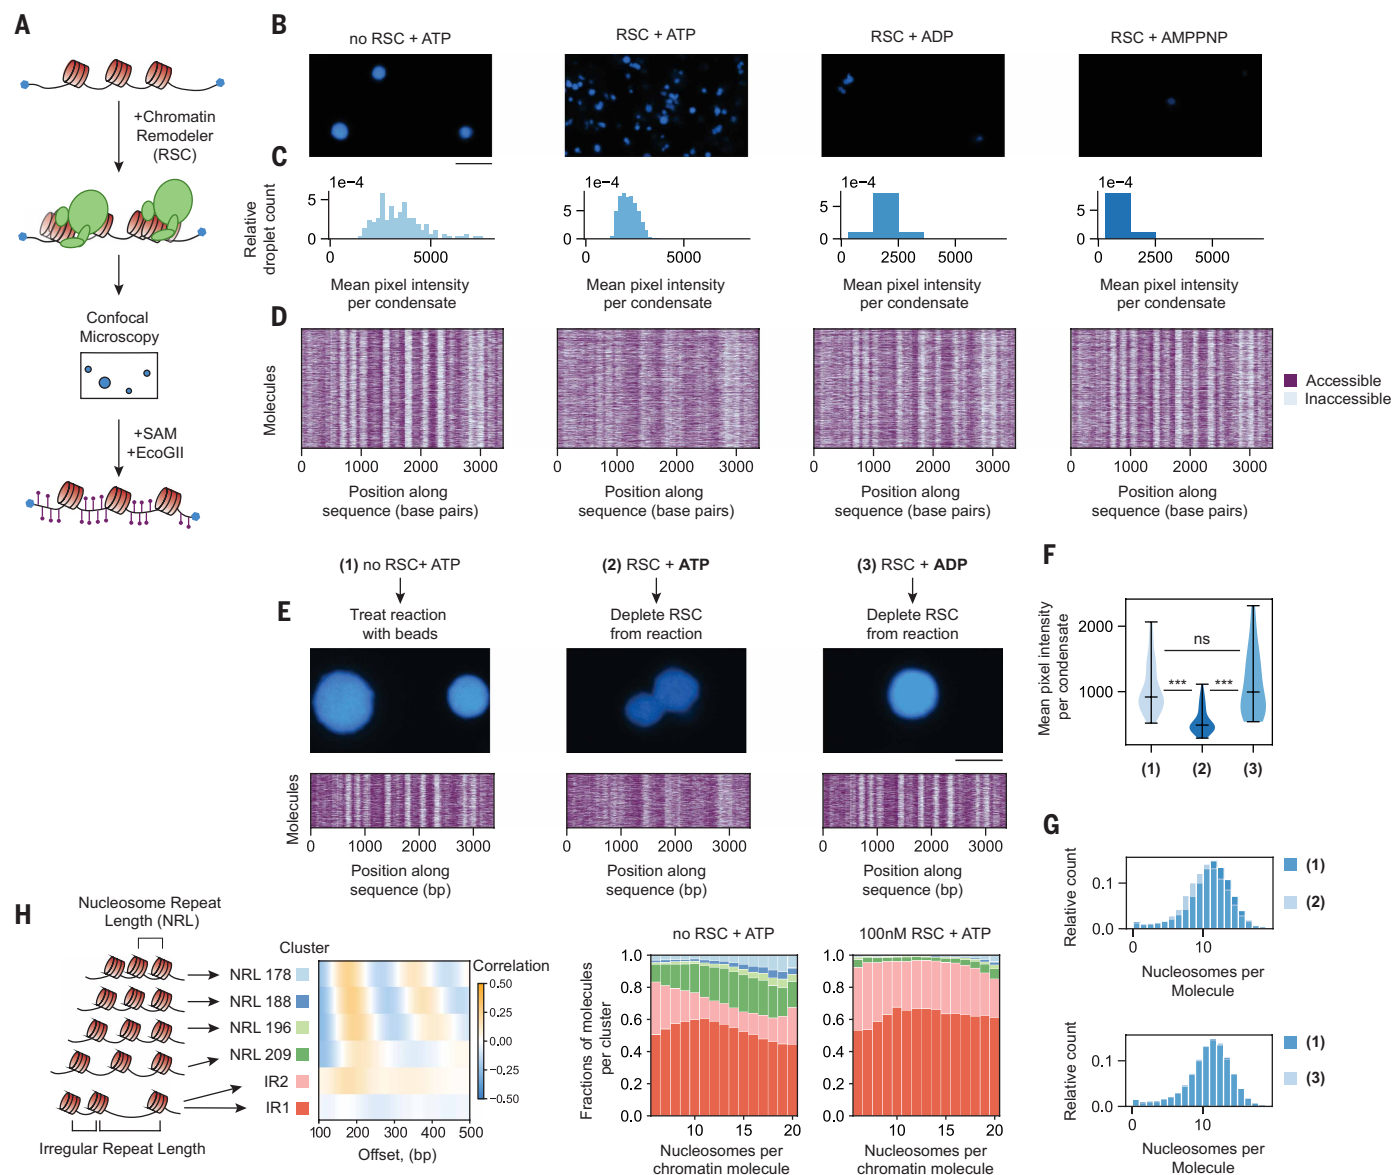 A
+Chromatin
Remodeler
(RSC)
Confocal
Microscopy
+SAM
+EcoGII
B
no RSC + ATP
RSC + ATP
RSC + ADP
RSC + AMPPNP
C
Relative
droplet count
1e−4
5
0
0
5000
Mean pixel intensity
per condensate
1e−4
5
0
0
5000
Mean pixel intensity
per condensate
1e−4
5
0
0
2500
5000
Mean pixel intensity
per condensate
1e−4
5
0
0
2500
5000
Mean pixel intensity
per condensate
D
Molecules
0
1000
2000
3000
Position along
sequence (base pairs)
0
1000
2000
3000
Position along
sequence (base pairs)
0
1000
2000
3000
Position along
sequence (base pairs)
0
1000
2000
3000
Position along
sequence (base pairs)
Accessible
Inaccessible
E
(1) no RSC+ ATP
Treat reaction
with beads
(2) RSC + ATP
Deplete RSC
from reaction
(3) RSC + ADP
Deplete RSC
from reaction
Molecules
0
1000
2000
3000
Position along
sequence (bp)
0
1000
2000
3000
Position along
sequence (bp)
0
1000
2000
3000
Position along
sequence (bp)
F
Mean pixel intensity
per condensate
2000
1000
ns
***
***
(1)
(2)
(3)
G
Relative count
0.1
0.0
0
10
Nucleosomes per
Molecule
(1)
(2)
Relative count
0.1
0.0
0
10
Nucleosomes per
Molecule
(1)
(3)
H
Nucleosome Repeat
Length (NRL)
Cluster
NRL 178
NRL 188
NRL 196
NRL 209
IR2
IR1
Irregular Repeat Length
100
200
300
400
500
Offset, (bp)
Correlation
0.50
0.25
0.00
−0.25
−0.50
no RSC + ATP
Fractions of molecules
per cluster
1.0
0.8
0.6
0.4
0.2
0.0
10
15
20
Nucleosomes per
chromatin molecule
100nM RSC + ATP
1.0
0.8
0.6
0.4
0.2
0.0
10
15
20
Nucleosomes per
chromatin molecule